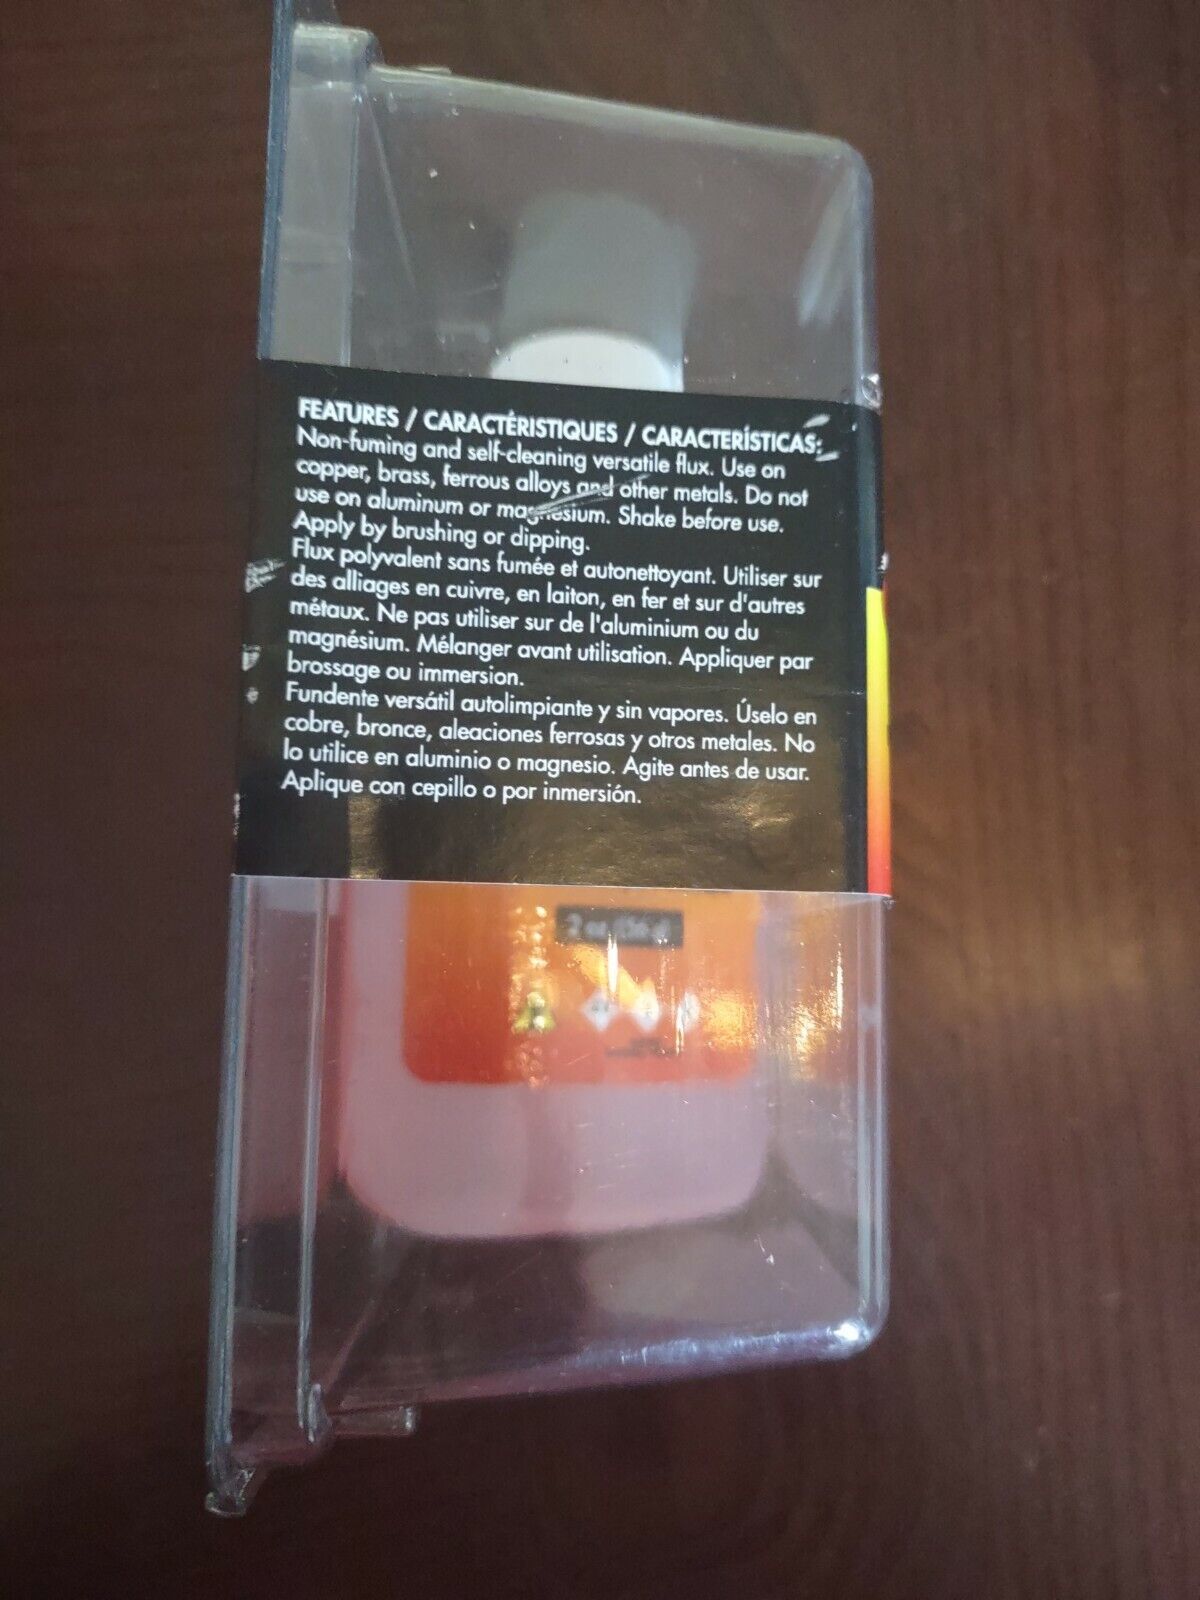 FEATURES / CARACTÉRISTIQUES / CARACTERÍSTICAS:
Non-fuming and self-cleaning versatile flux. Use on
copper, brass, ferrous alloys and other metals. Do not
use on aluminum or magnesium. Shake before use.
Apply by brushing or dipping.
Flux polyvalent sans fumée et autonettoyant. Utiliser sur
des alliages en cuivre, en laiton, en fer et sur d'autres
métaux. Ne pas utiliser sur de l'aluminium ou du
magnésium. Mélanger avant utilisation. Appliquer par
brossage ou immersion.
Fundente versátil autolimpiante y sin vapores. Úselo en
cobre, bronce, aleaciones ferrosas y otros metales. No
lo utilice en aluminio o magnesio. Agite antes de usar.
Aplique con cepillo o por inmersión.
2 oz